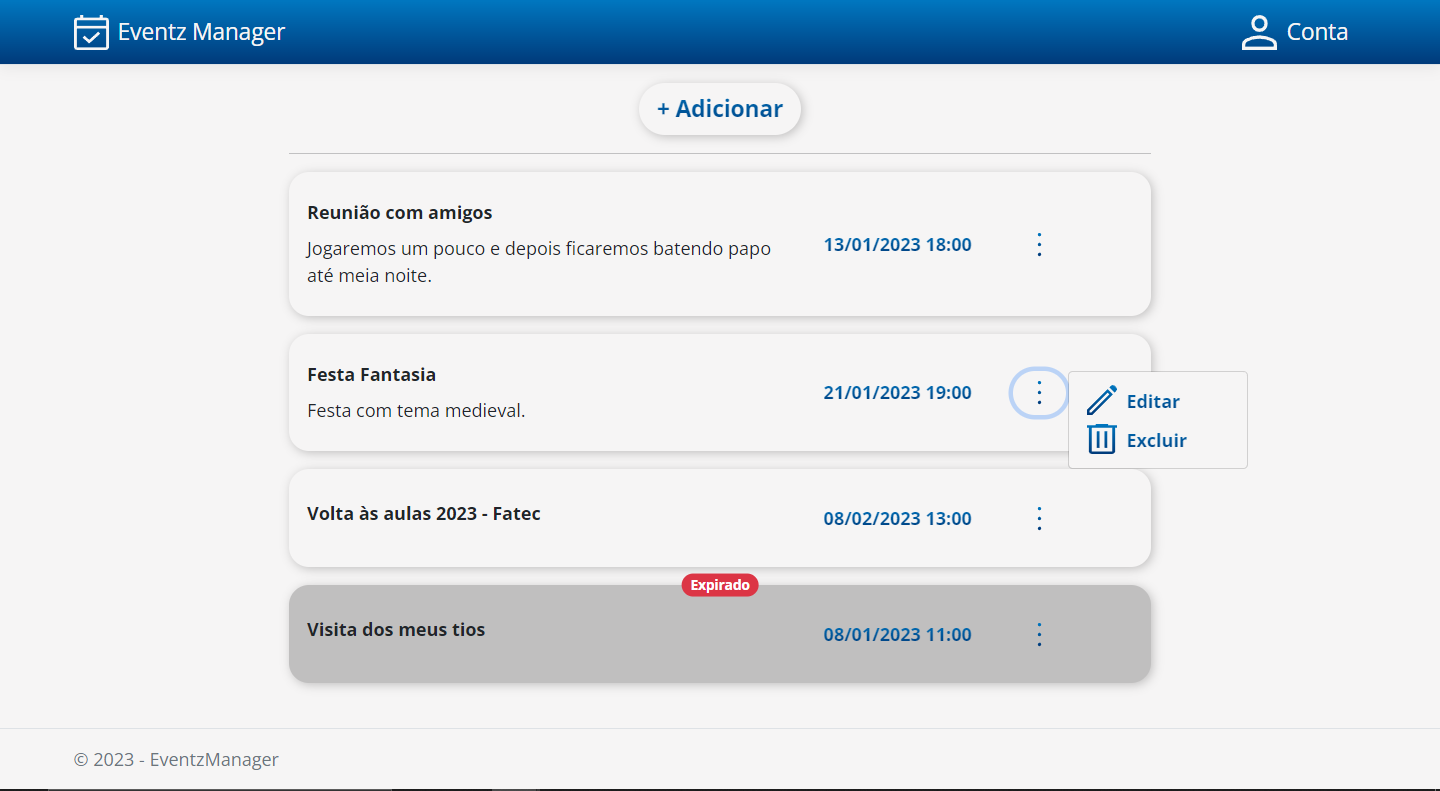 Eventz Manager
Conta
+ Adicionar
Reunião com amigos
Jogaremos um pouco e depois ficaremos batendo papo
até meia noite.
13/01/2023 18:00
Festa Fantasia
Festa com tema medieval.
21/01/2023 19:00
Editar
Excluir
Volta às aulas 2023 - Fatec
08/02/2023 13:00
Expirado
Visita dos meus tios
08/01/2023 11:00
© 2023 - EventzManager